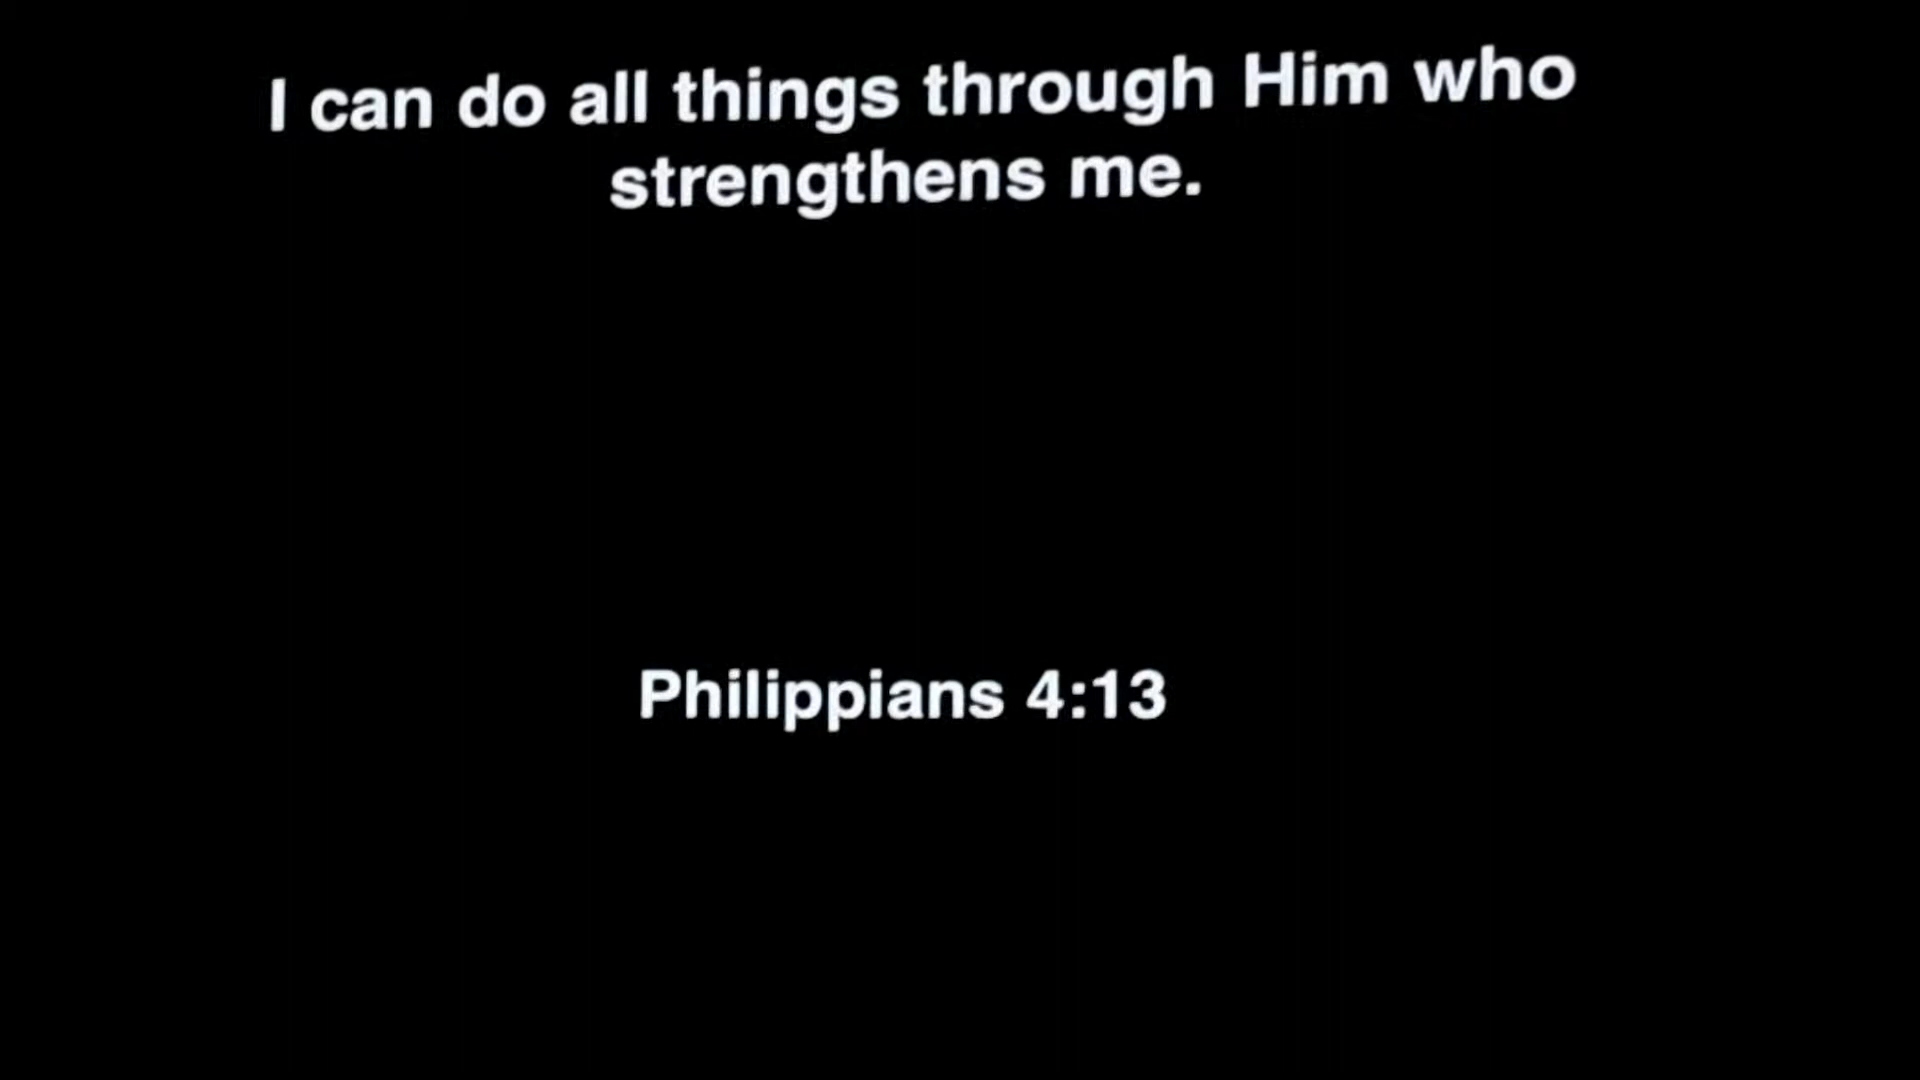 I can do all things through Him who
strengthens me.
Philippians 4:13